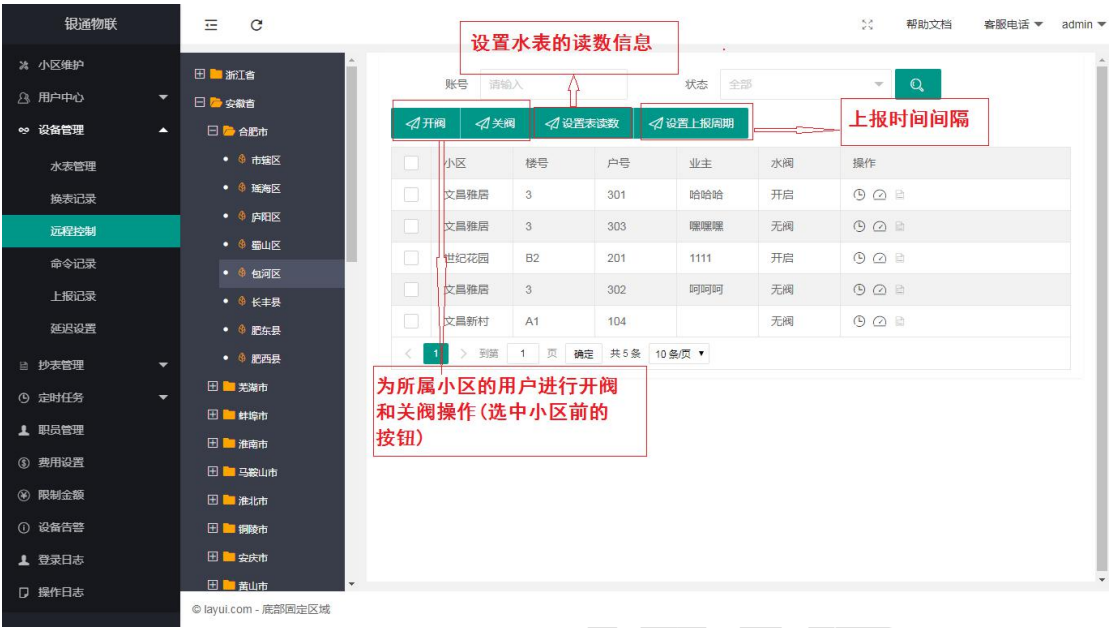 银通物联
帮助文档 客服电话 admin
设置水表的读数信息
小区维护
用户中心
设备管理
水表管理
换表记录
远程控制
命令记录
上报记录
延迟设置
抄表管理
定时任务
职员管理
费用设置
限制金额
设备告警
登录日志
操作日志
浙江省
安徽省
合肥市
市辖区
瑶海区
庐阳区
蜀山区
包河区
长丰县
肥东县
肥西县
芜湖市
蚌埠市
淮南市
马鞍山市
淮北市
铜陵市
安庆市
黄山市
账号 请输入 状态 全部
开阀 关阀 设置表读数 设置上报周期
上报时间间隔
小区 楼号 户号 业主 水阀 操作
文昌雅居 3 301 哈哈哈 开启
文昌雅居 3 303 嘿嘿嘿 无阀
世纪花园 B2 201 1111 开启
文昌雅居 3 302 呵呵呵 无阀
文昌新村 A1 104 无阀
1 到第 1 页 确定 共 5 条 10 条/页
为所属小区的用户进行开阀
和关阀操作(选中小区前的
按钮)
© layui.com - 底部固定区域